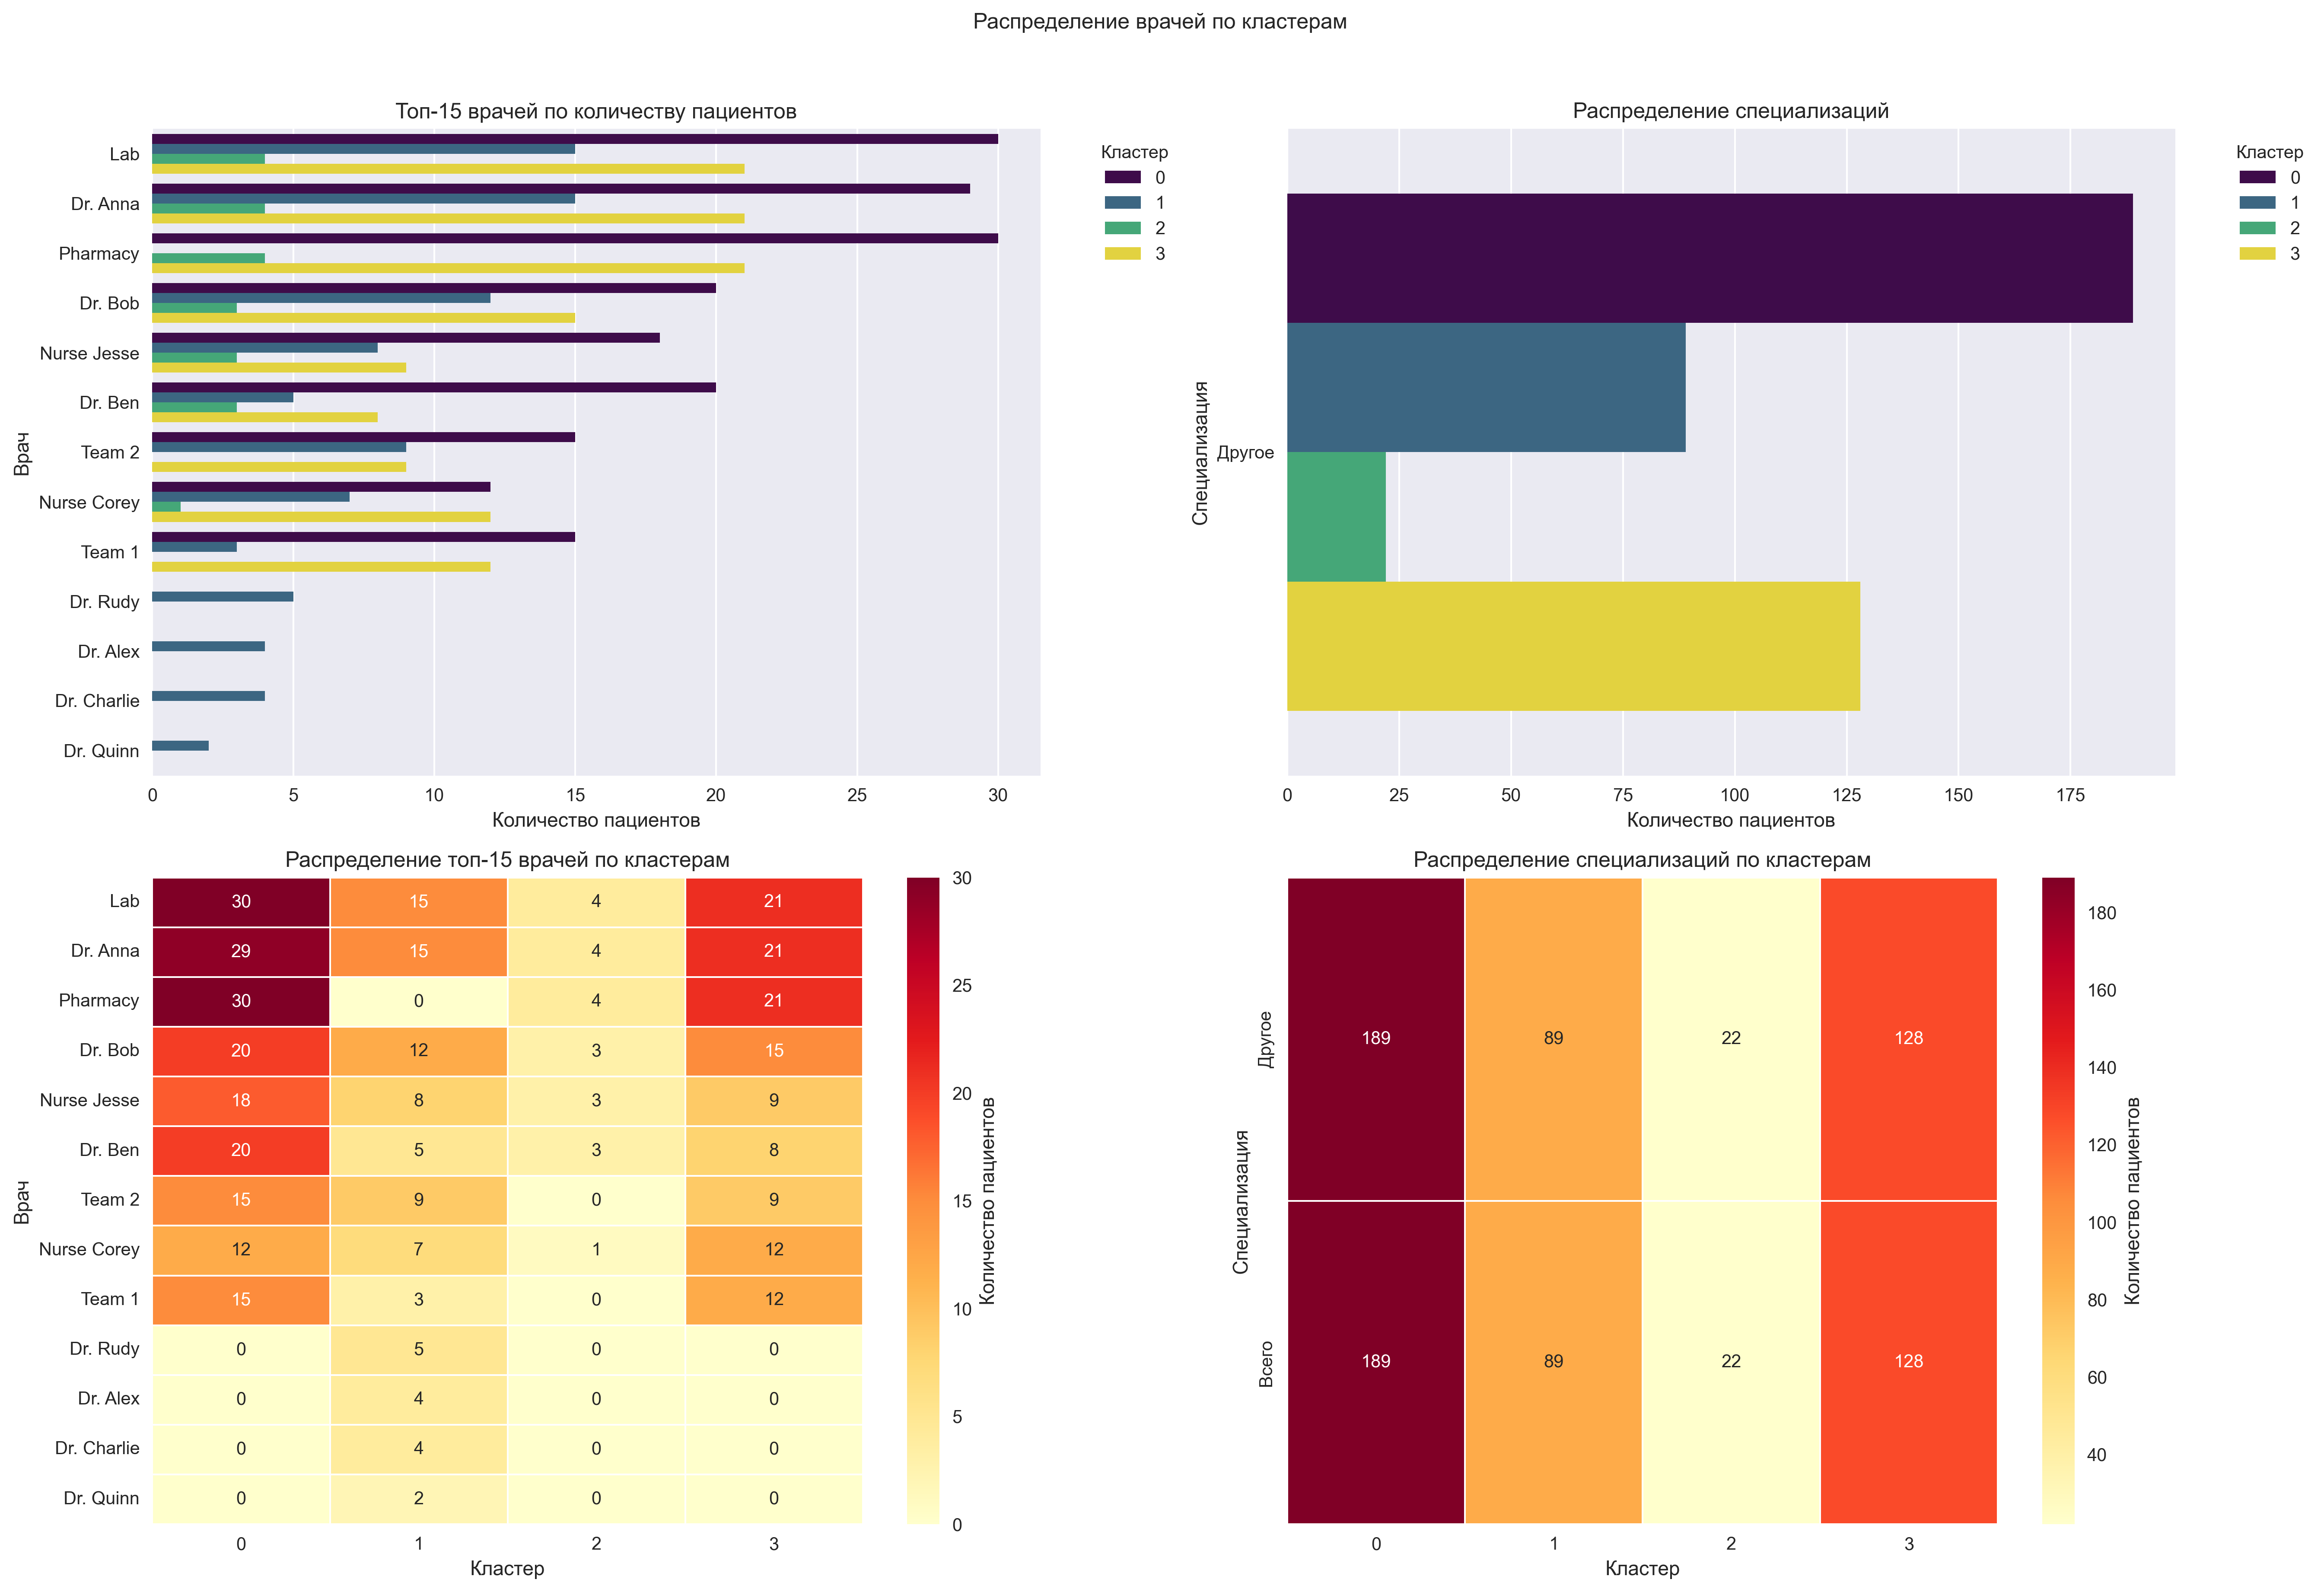 Распределение врачей по кластерам
Топ-15 врачей по количеству пациентов
Врач
Lab
Dr. Anna
Pharmacy
Dr. Bob
Nurse Jesse
Dr. Ben
Team 2
Nurse Corey
Team 1
Dr. Rudy
Dr. Alex
Dr. Charlie
Dr. Quinn
0 5 10 15 20 25 30
Количество пациентов
Кластер
0
1
2
3
Распределение специализаций
Специализация
Другое
0 25 50 75 100 125 150 175
Количество пациентов
Кластер
0
1
2
3
Распределение топ-15 врачей по кластерам
Врач
Lab 30 15 4 21
Dr. Anna 29 15 4 21
Pharmacy 30 0 4 21
Dr. Bob 20 12 3 15
Nurse Jesse 18 8 3 9
Dr. Ben 20 5 3 8
Team 2 15 9 0 9
Nurse Corey 12 7 1 12
Team 1 15 3 0 12
Dr. Rudy 0 5 0 0
Dr. Alex 0 4 0 0
Dr. Charlie 0 4 0 0
Dr. Quinn 0 2 0 0
0 1 2 3
Кластер
30
25
20
15
10
5
0
Количество пациентов
Распределение специализаций по кластерам
Специализация
Другое 189 89 22 128
Всего 189 89 22 128
0 1 2 3
Кластер
180
160
140
120
100
80
60
40
Количество пациентов